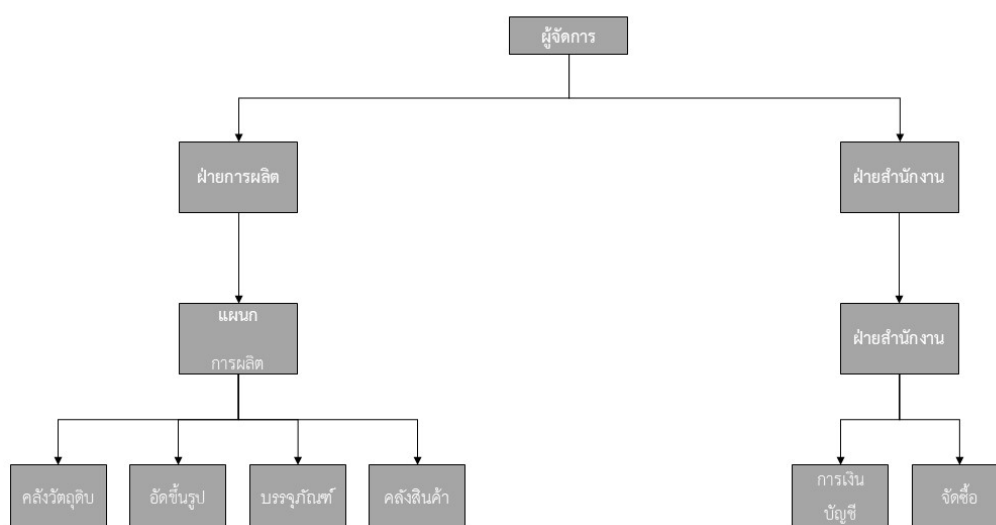 ผู้จัดการ
ฝ่ายการผลิต
ฝ่ายสำนักงาน
แผนก
การผลิต
ฝ่ายสำนักงาน
คลังวัตถุดิบ
อัดขึ้นรูป
บรรจุภัณฑ์
คลังสินค้า
การเงิน
บัญชี
จัดซื้อ